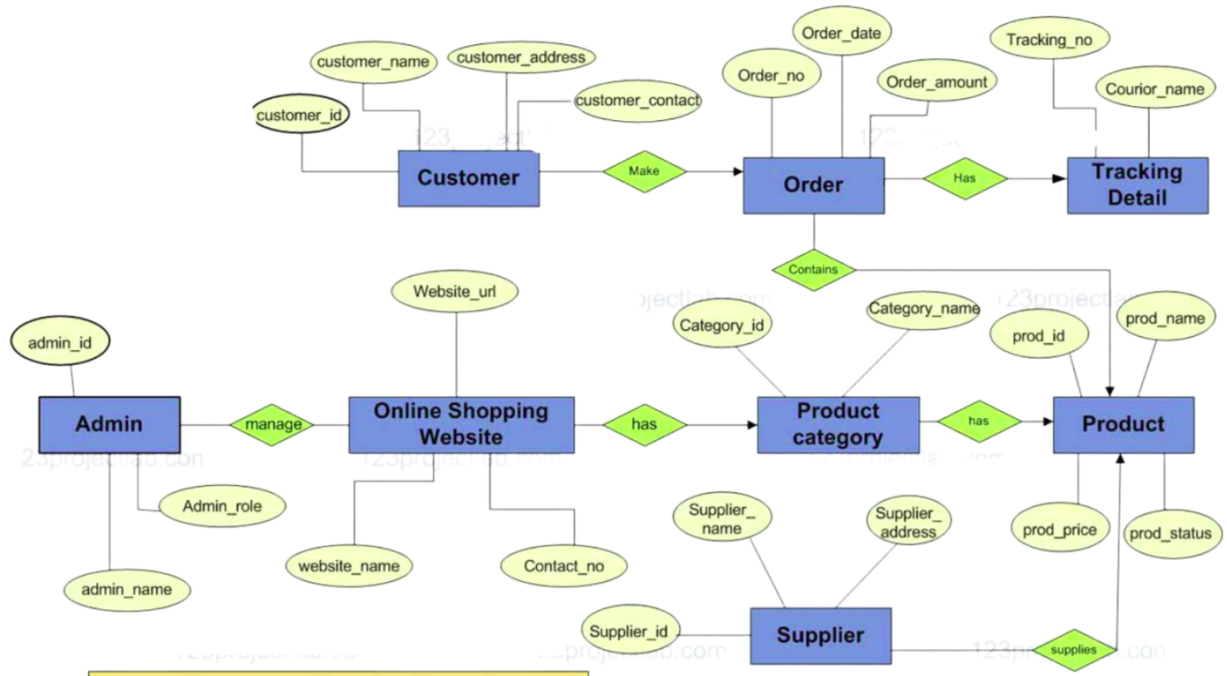 Order_date
Tracking_no
customer_name
customer_address
Order_no
Order_amount
Courior_name
customer_contact
customer_id
Customer
Make
Order
Has
Tracking
Detail
Contains
Website_url
Category_id
Category_name
prod_id
prod_name
admin_id
Admin
manage
Online Shopping
Website
has
Product
category
has
Product
23projectlab.con
Admin_role
Supplier_
name
Supplier_
address
prod_price
prod_status
website_name
Contact_no
admin_name
Supplier_id
Supplier
supplies